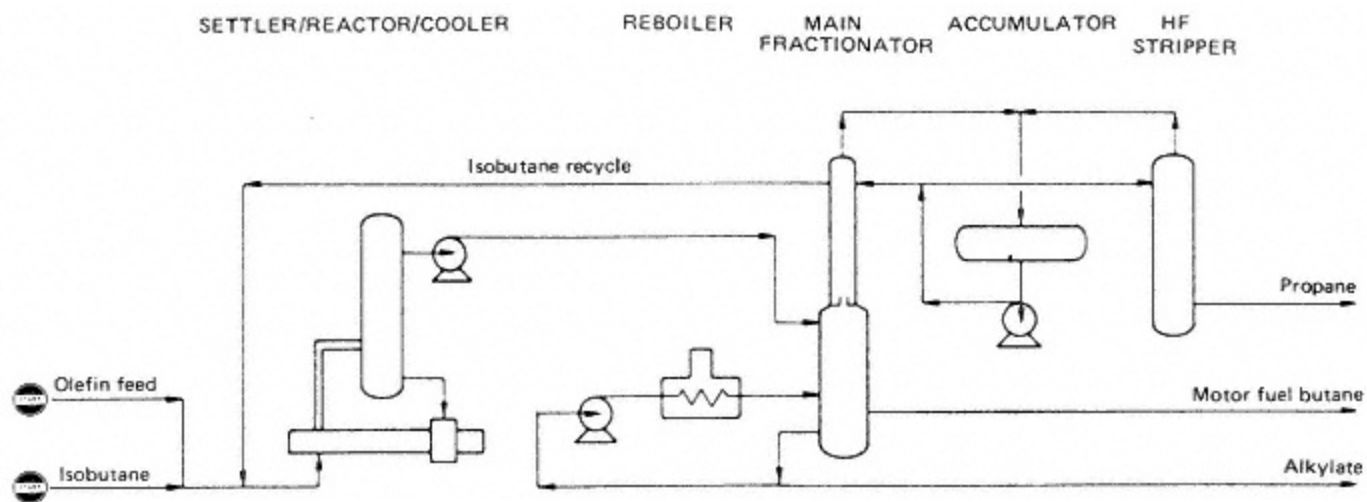 SETTLER/REACTOR/COOLER
REBOILER
MAIN
FRACTIONATOR
ACCUMULATOR
HF
STRIPPER
Isobutane recycle
Propane
Olefin feed
Motor fuel butane
Isobutane
Alkylate